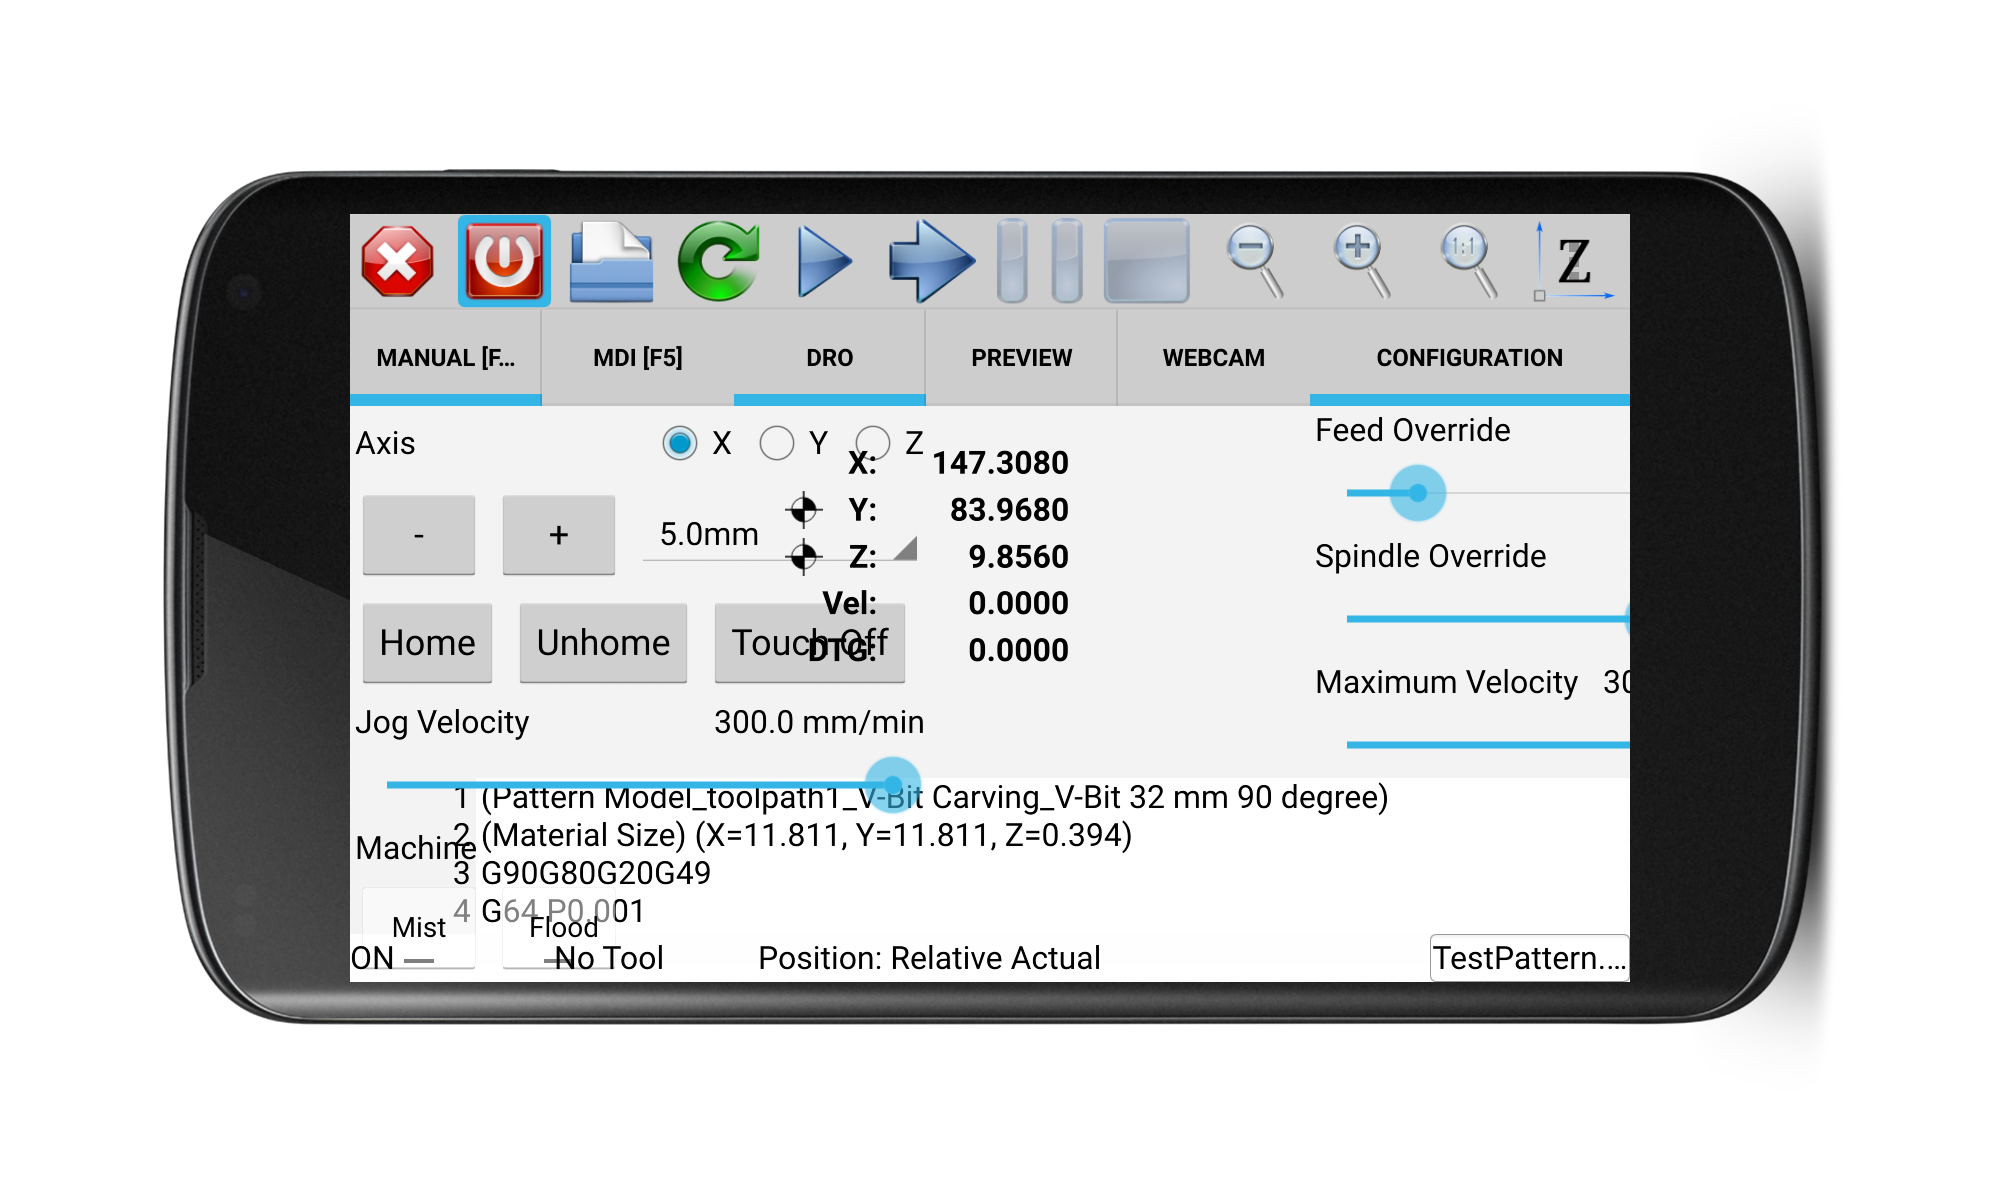 1:1 Z
MANUAL [F... MDI [F5] DRO PREVIEW WEBCAM CONFIGURATION
Axis X Y Z
Feed Override
X: 147.3080
Y: 83.9680
- + 5.0mm
Z: 9.8560
Spindle Override
Vel: 0.0000
Home Unhome Touch Off
DTG: 0.0000
Maximum Velocity 30
Jog Velocity 300.0 mm/min
1 (Pattern Model_toolpath1_V-Bit Carving_V-Bit 32 mm 90 degree)
2 (Material Size) (X=11.811, Y=11.811, Z=0.394)
Machine
3 G90G80G20G49
4 G64 P0.001
Mist Flood
ON No Tool Position: Relative Actual TestPattern....